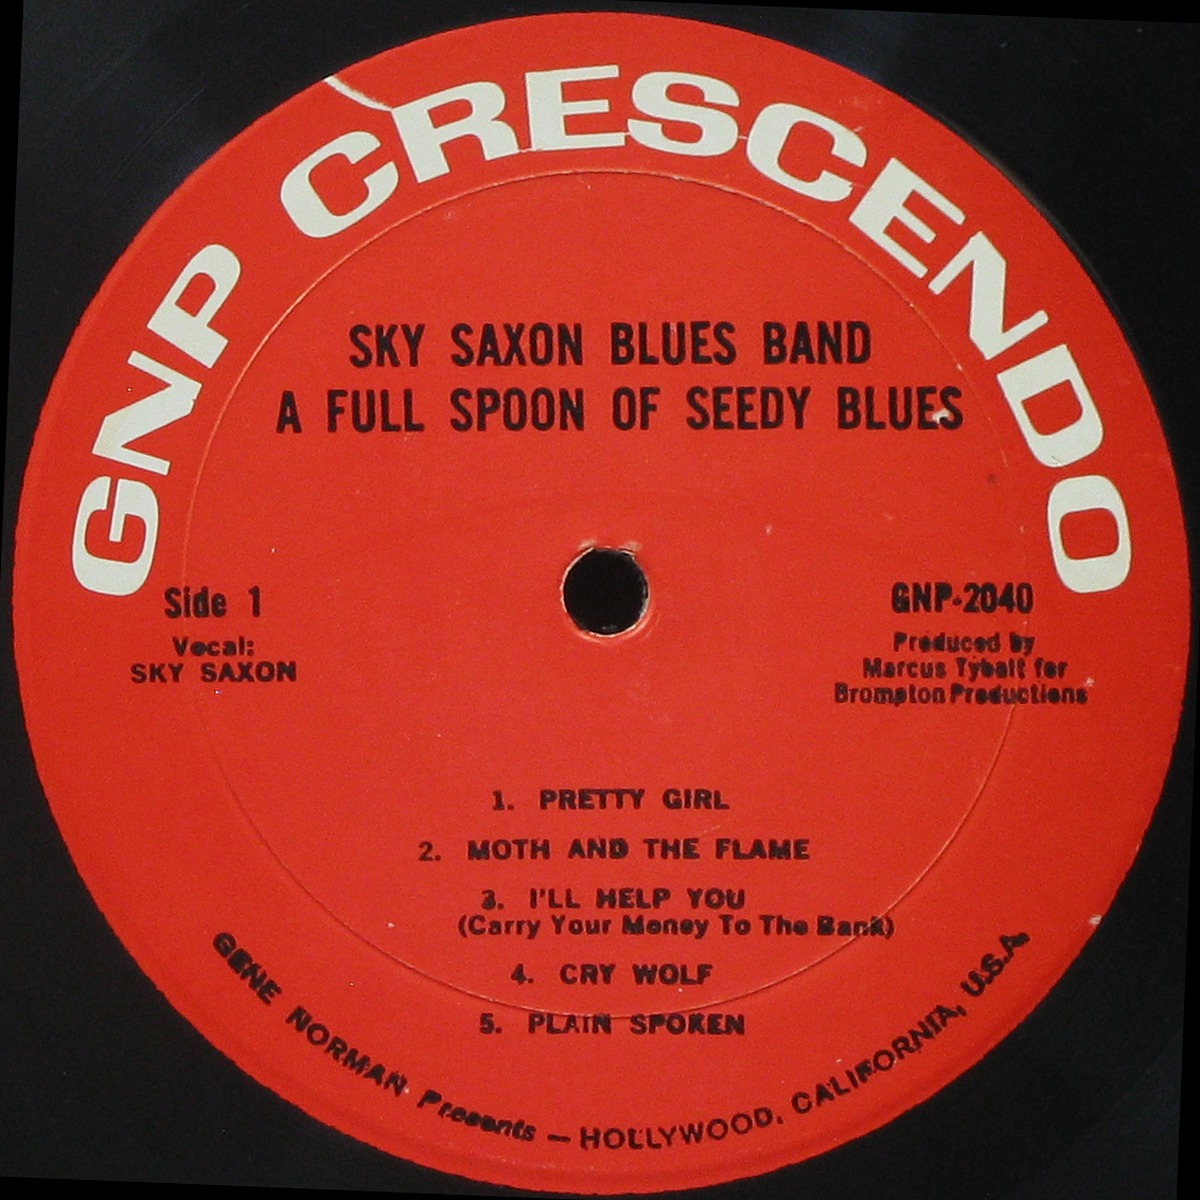 GNP CRESCENDO
SKY SAXON BLUES BAND
A FULL SPOON OF SEEDY BLUES
Side 1
Vocal:
SKY SAXON
GNP-2040
Produced by
Marcus Tybalt for
Brompton Productions
1. PRETTY GIRL
2. MOTH AND THE FLAME
3. I'LL HELP YOU
(Carry Your Money To The Bank)
4. CRY WOLF
5. PLAIN SPOKEN
GENE NORMAN Presents — HOLLYWOOD, CALIFORNIA, U.S.A.